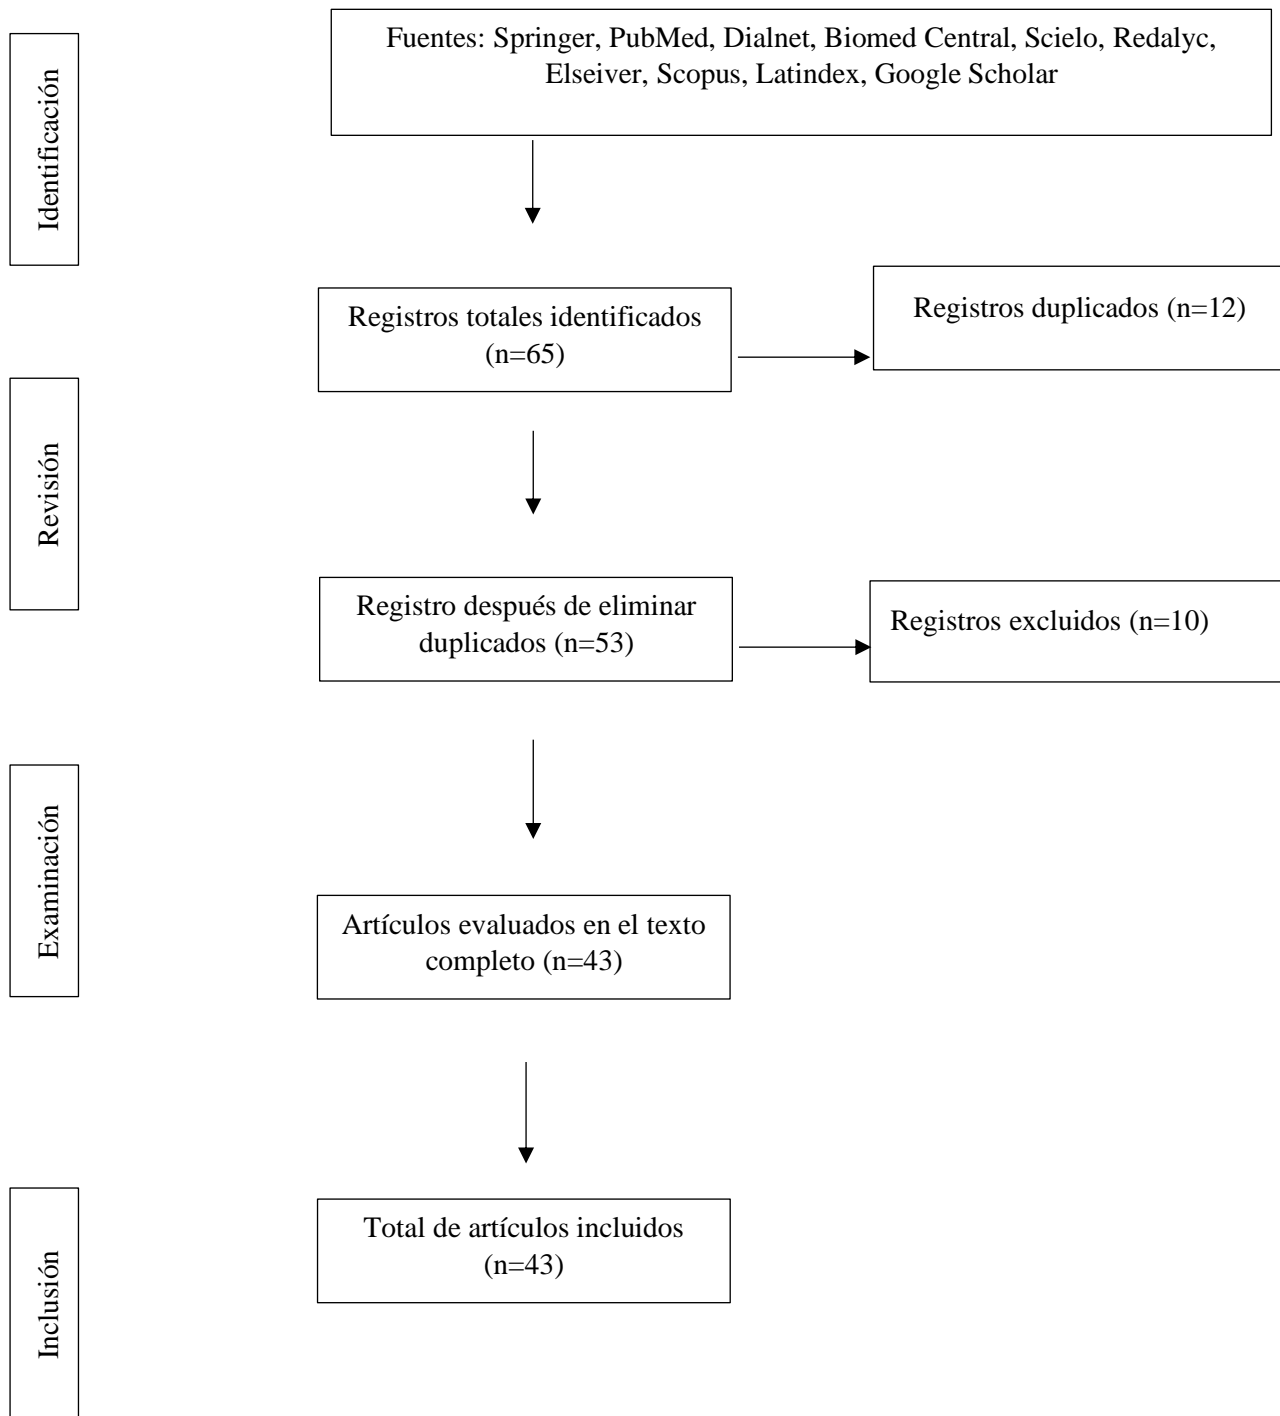 Fuentes: Springer, PubMed, Dialnet, Biomed Central, Scielo, Redalyc,
Elseiver, Scopus, Latindex, Google Scholar
Identificación
Registros totales identificados
(n=65)
Registros duplicados (n=12)
Revisión
Registro después de eliminar
duplicados (n=53)
Registros excluidos (n=10)
Examinación
Artículos evaluados en el texto
completo (n=43)
Inclusión
Total de artículos incluidos
(n=43)